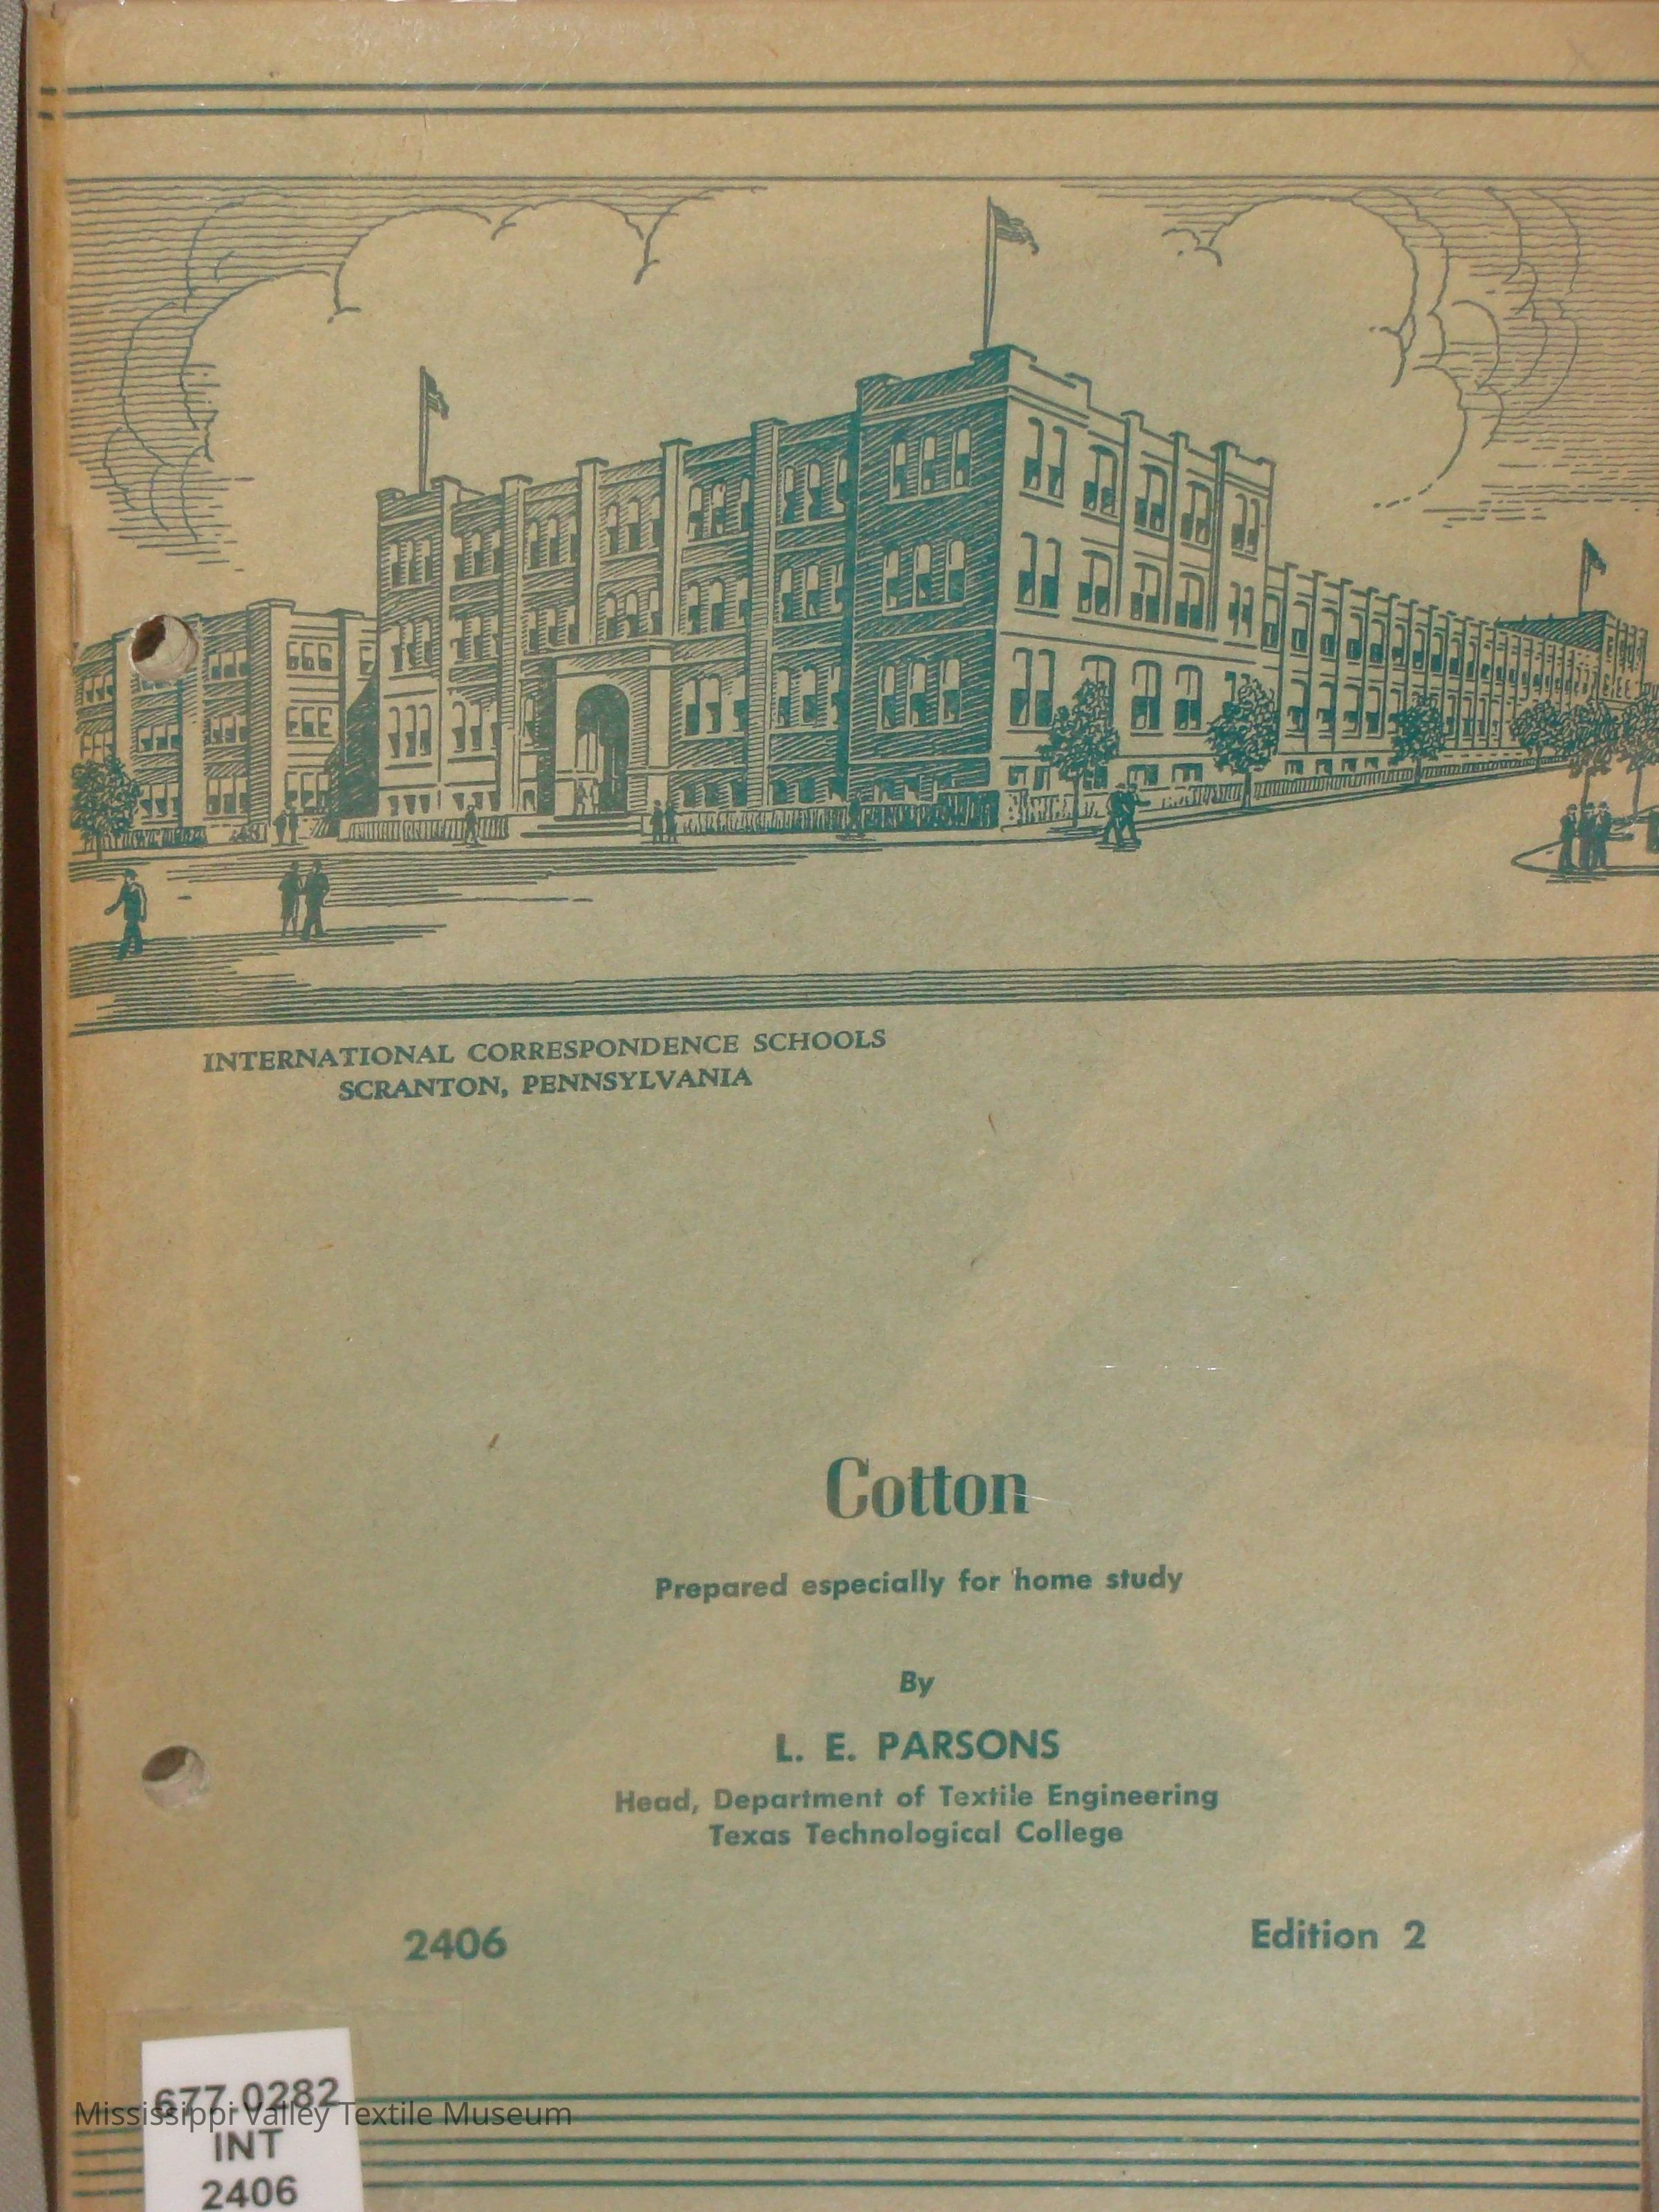 INTERNATIONAL CORRESPONDENCE SCHOOLS
SCRANTON, PENNSYLVANIA
Cotton
Prepared especially for home study
By
L. E. PARSONS
Head, Department of Textile Engineering
Texas Technological College
2406
Edition 2
677.0282
Mississippi Valley Textile Museum
INT
2406